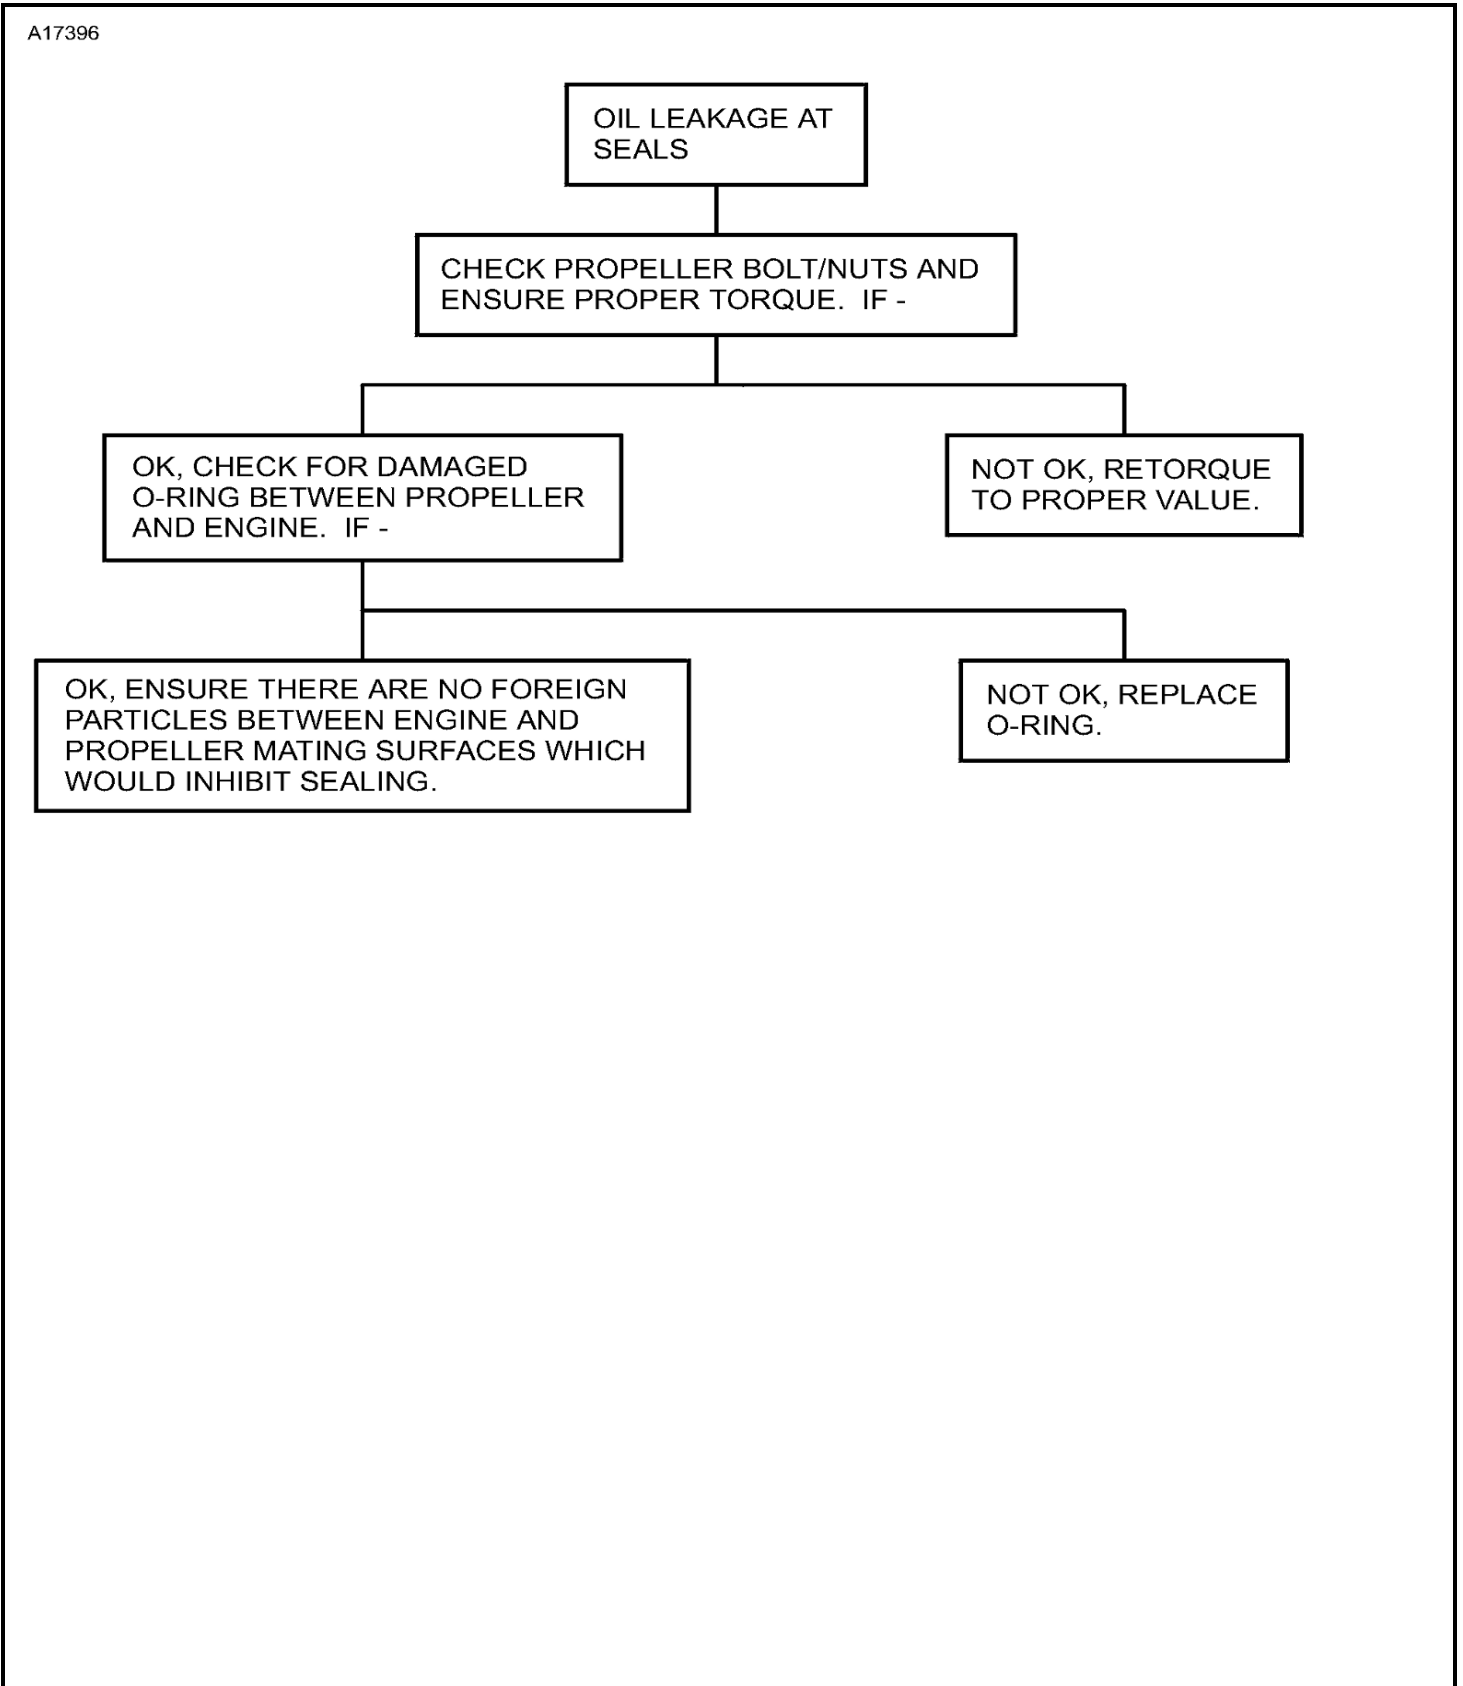 A17396
OIL LEAKAGE AT
SEALS
CHECK PROPELLER BOLT/NUTS AND
ENSURE PROPER TORQUE.  IF -
OK, CHECK FOR DAMAGED
O-RING BETWEEN PROPELLER
AND ENGINE.  IF -
NOT OK, RETORQUE
TO PROPER VALUE.
OK, ENSURE THERE ARE NO FOREIGN
PARTICLES BETWEEN ENGINE AND
PROPELLER MATING SURFACES WHICH
WOULD INHIBIT SEALING.
NOT OK, REPLACE
O-RING.